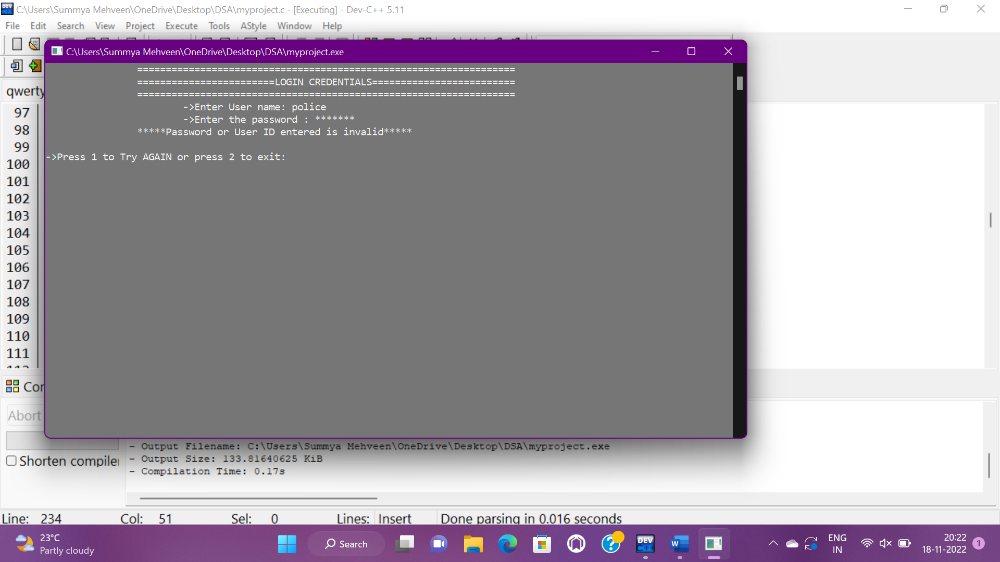 C:\Users\Summya Mehveen\OneDrive\Desktop\DSA\myproject.c - [Executing] - Dev-C++ 5.11
File Edit Search View Project Execute Tools AStyle Window Help
C:\Users\Summya Mehveen\OneDrive\Desktop\DSA\myproject.exe
==================================================================
========================LOGIN CREDENTIALS=========================
==================================================================
->Enter User name: police
->Enter the password : *******
*****Password or User ID entered is invalid*****
->Press 1 to Try AGAIN or press 2 to exit:
qwerty
97
98
99
100
101
102
103
104
105
106
107
108
109
110
111
Abort
Shorten compiler
- Output Filename: C:\Users\Summya Mehveen\OneDrive\Desktop\DSA\myproject.exe
- Output Size: 133.81640625 KiB
- Compilation Time: 0.17s
Line: 234 Col: 51 Sel: 0 Lines: Insert Done parsing in 0.016 seconds
23°C
Partly cloudy
Search
DEV C++
W
ENG
IN
20:22
18-11-2022
1